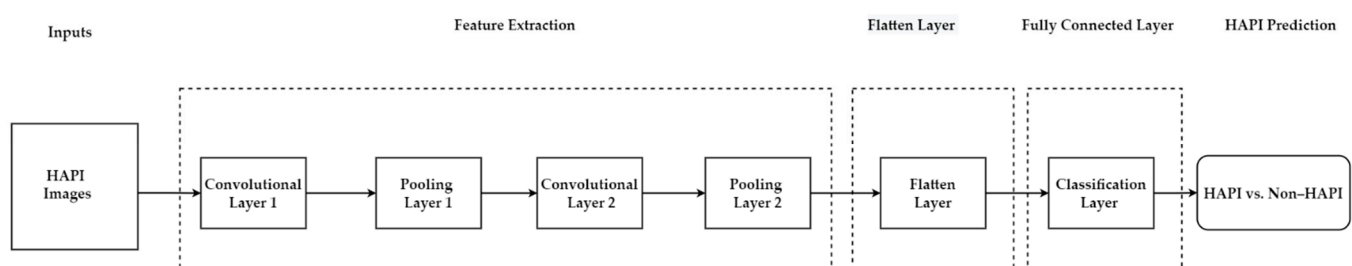 Inputs
Feature Extraction
Flatten Layer
Fully Connected Layer
HAPI Prediction
HAPI
Images
Convolutional
Layer 1
Pooling
Layer 1
Convolutional
Layer 2
Pooling
Layer 2
Flatten
Layer
Classification
Layer
HAPI vs. Non–HAPI